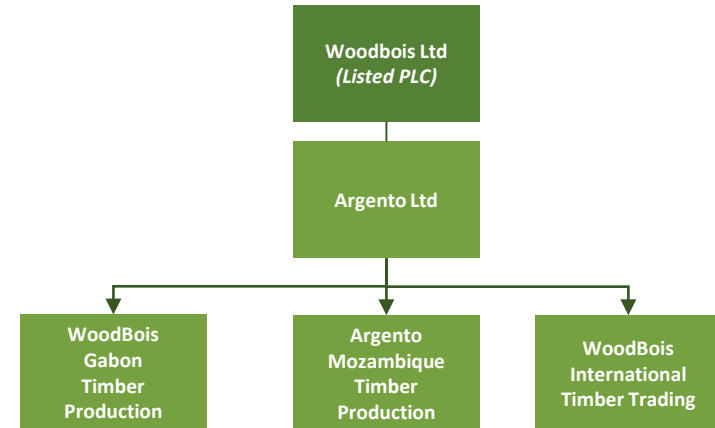 Woodbois Ltd
(Listed PLC)
Argento Ltd
WoodBois
Gabon
Timber
Production
Argento
Mozambique
Timber
Production
WoodBois
International
Timber Trading